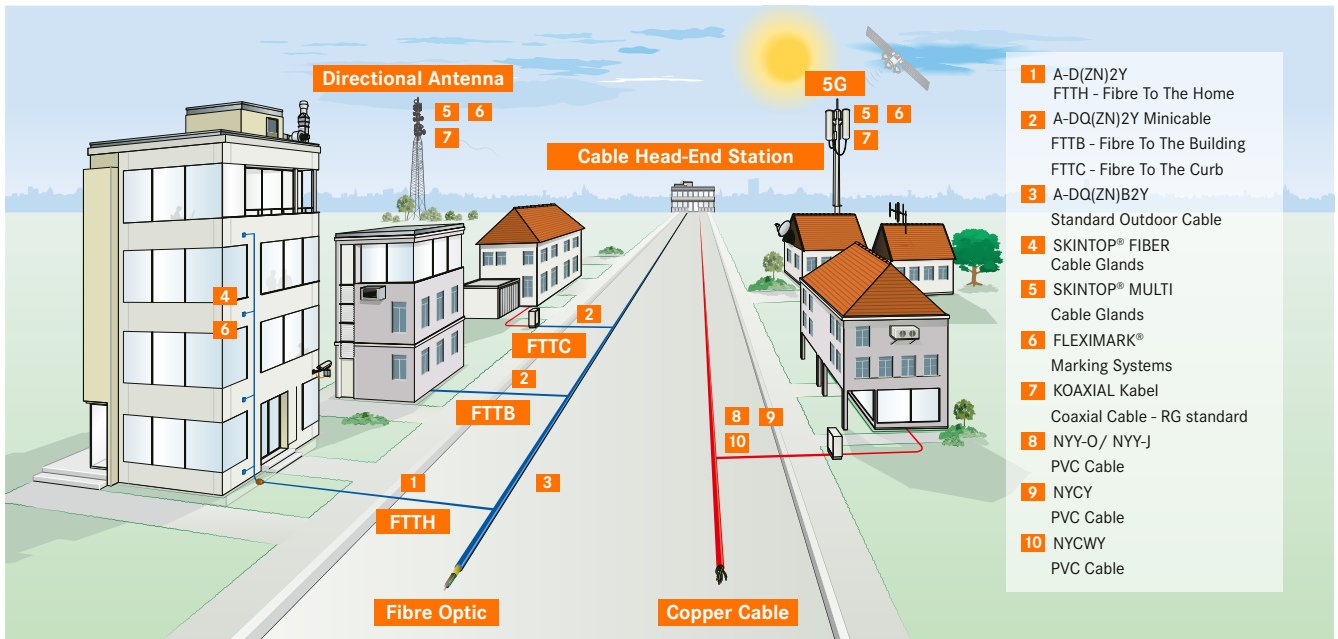 Directional Antenna
5 6
7
5G
5 6
7
Cable Head-End Station
4
6
2
FTTC
2
FTTB
1
FTTH
3
8 9
10
Fibre Optic
Copper Cable
1 A-D(ZN)2Y
FTTH - Fibre To The Home
2 A-DQ(ZN)2Y Minicable
FTTB - Fibre To The Building
FTTC - Fibre To The Curb
3 A-DQ(ZN)B2Y
Standard Outdoor Cable
4 SKINTOP® FIBER
Cable Glands
5 SKINTOP® MULTI
Cable Glands
6 FLEXIMARK®
Marking Systems
7 KOAXIAL Kabel
Coaxial Cable - RG standard
8 NYY-O/ NYY-J
PVC Cable
9 NYCY
PVC Cable
10 NYCWY
PVC Cable